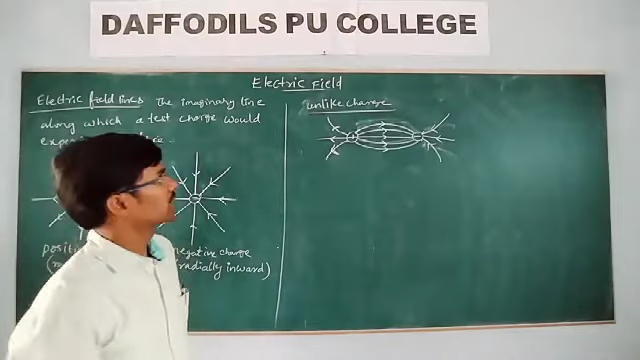 DAFFODILS PU COLLEGE
Electric Field
Electric field lines The imaginary line
along which a test charge would
unlike charge
negative charge
radially inward)